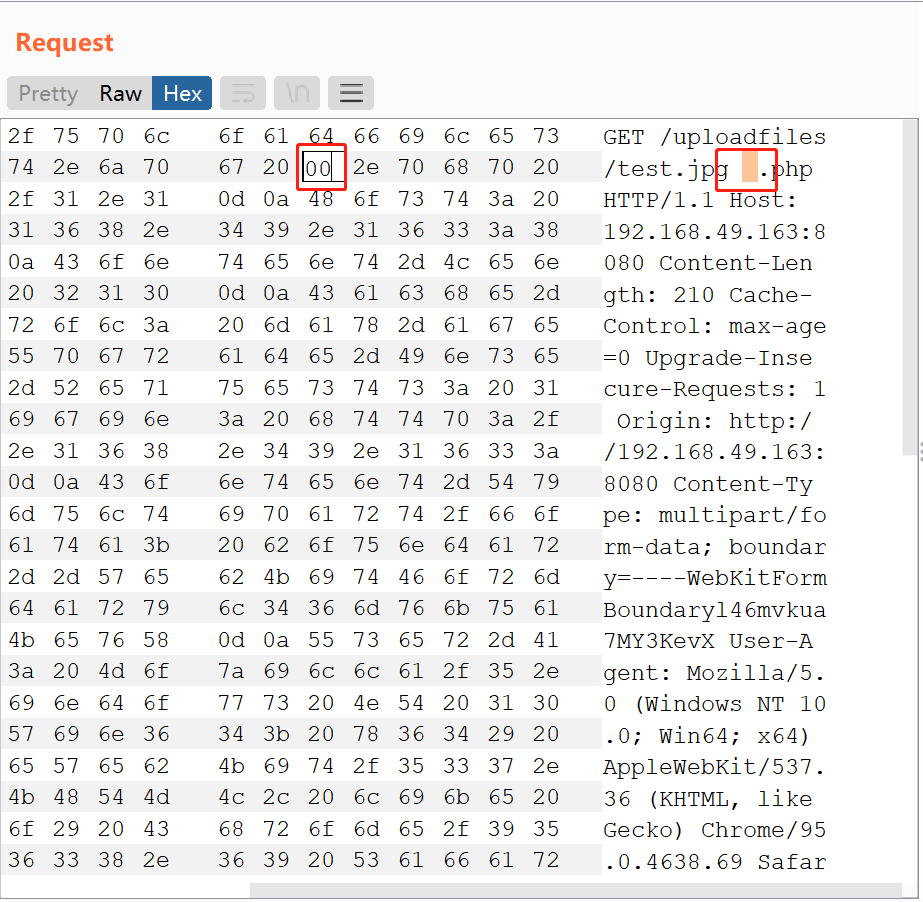 Request
Pretty Raw Hex \n
2f 75 70 6c 6f 61 64 66 69 6c 65 73 GET /uploadfiles
74 2e 6a 70 67 20 00 2e 70 68 70 20 /test.jpg .php
2f 31 2e 31 0d 0a 48 6f 73 74 3a 20 HTTP/1.1 Host:
31 36 38 2e 34 39 2e 31 36 33 3a 38 192.168.49.163:8
0a 43 6f 6e 74 65 6e 74 2d 4c 65 6e 080 Content-Len
20 32 31 30 0d 0a 43 61 63 68 65 2d gth: 210 Cache-
72 6f 6c 3a 20 6d 61 78 2d 61 67 65 Control: max-age
55 70 67 72 61 64 65 2d 49 6e 73 65 =0 Upgrade-Inse
2d 52 65 71 75 65 73 74 73 3a 20 31 cure-Requests: 1
69 67 69 6e 3a 20 68 74 74 70 3a 2f Origin: http:/
2e 31 36 38 2e 34 39 2e 31 36 33 3a /192.168.49.163:
0d 0a 43 6f 6e 74 65 6e 74 2d 54 79 8080 Content-Ty
6d 75 6c 74 69 70 61 72 74 2f 66 6f pe: multipart/fo
61 74 61 3b 20 62 6f 75 6e 64 61 72 rm-data; boundar
2d 2d 57 65 62 4b 69 74 46 6f 72 6d y=----WebKitForm
64 61 72 79 6c 34 36 6d 76 6b 75 61 Boundaryl46mvkua
4b 65 76 58 0d 0a 55 73 65 72 2d 41 7MY3KevX User-A
3a 20 4d 6f 7a 69 6c 6c 61 2f 35 2e gent: Mozilla/5.
69 6e 64 6f 77 73 20 4e 54 20 31 30 0 (Windows NT 10
57 69 6e 36 34 3b 20 78 36 34 29 20 .0; Win64; x64)
65 57 65 62 4b 69 74 2f 35 33 37 2e AppleWebKit/537.
4b 48 54 4d 4c 2c 20 6c 69 6b 65 20 36 (KHTML, like
6f 29 20 43 68 72 6f 6d 65 2f 39 35 Gecko) Chrome/95
36 33 38 2e 36 39 20 53 61 66 61 72 .0.4638.69 Safar